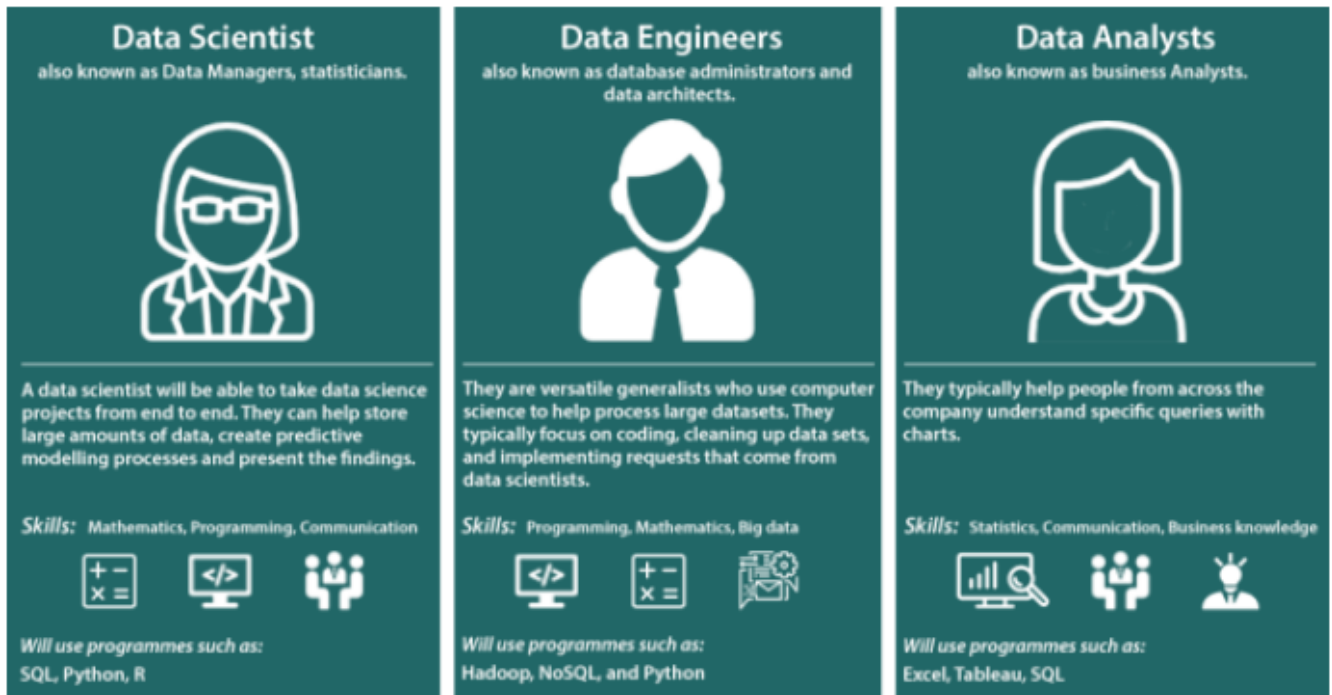 Data Scientist
also known as Data Managers, statisticians.
A data scientist will be able to take data science
projects from end to end. They can help store
large amounts of data, create predictive
modelling processes and present the findings.
Skills: Mathematics, Programming, Communication
Will use programmes such as:
SQL, Python, R
Data Engineers
also known as database administrators and
data architects.
They are versatile generalists who use computer
science to help process large datasets. They
typically focus on coding, cleaning up data sets,
and implementing requests that come from
data scientists.
Skills: Programming, Mathematics, Big data
Will use programmes such as:
Hadoop, NoSQL, and Python
Data Analysts
also known as business Analysts.
They typically help people from across the
company understand specific queries with
charts.
Skills: Statistics, Communication, Business knowledge
Will use programmes such as:
Excel, Tableau, SQL